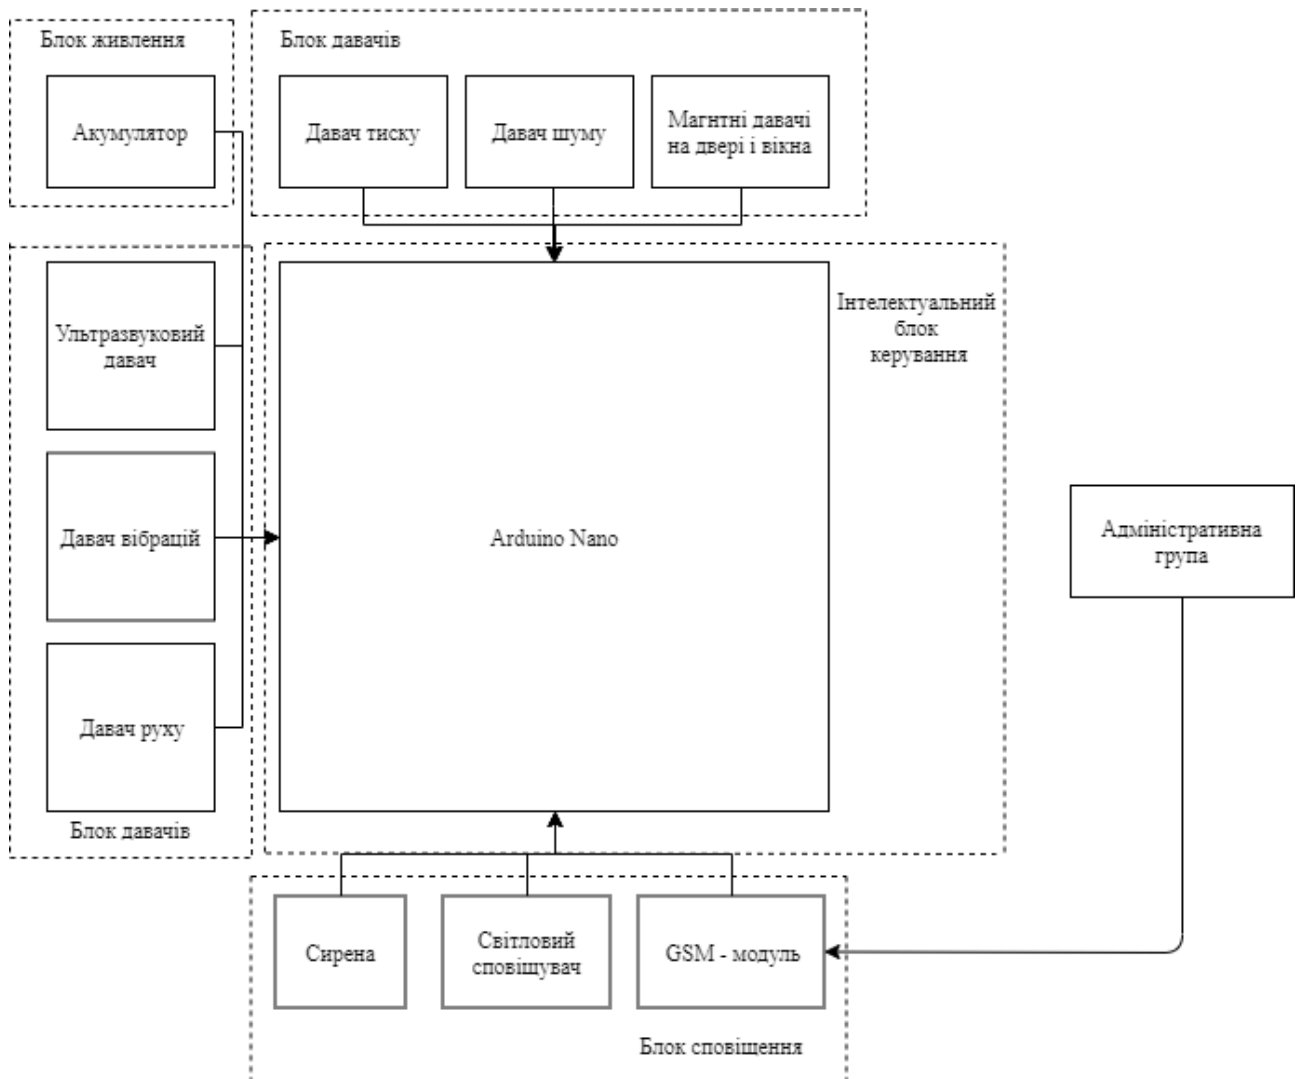 Блок живлення
Акумулятор
Блок давачів
Давач тиску
Давач шуму
Магнтні давачі
на двері і вікна
Ультразвуковий
давач
Давач вібрацій
Давач руху
Блок давачів
Arduino Nano
Інтелектуальний
блок
керування
Адміністративна
група
Сирена
Світловий
сповіщувач
GSM - модуль
Блок сповіщення